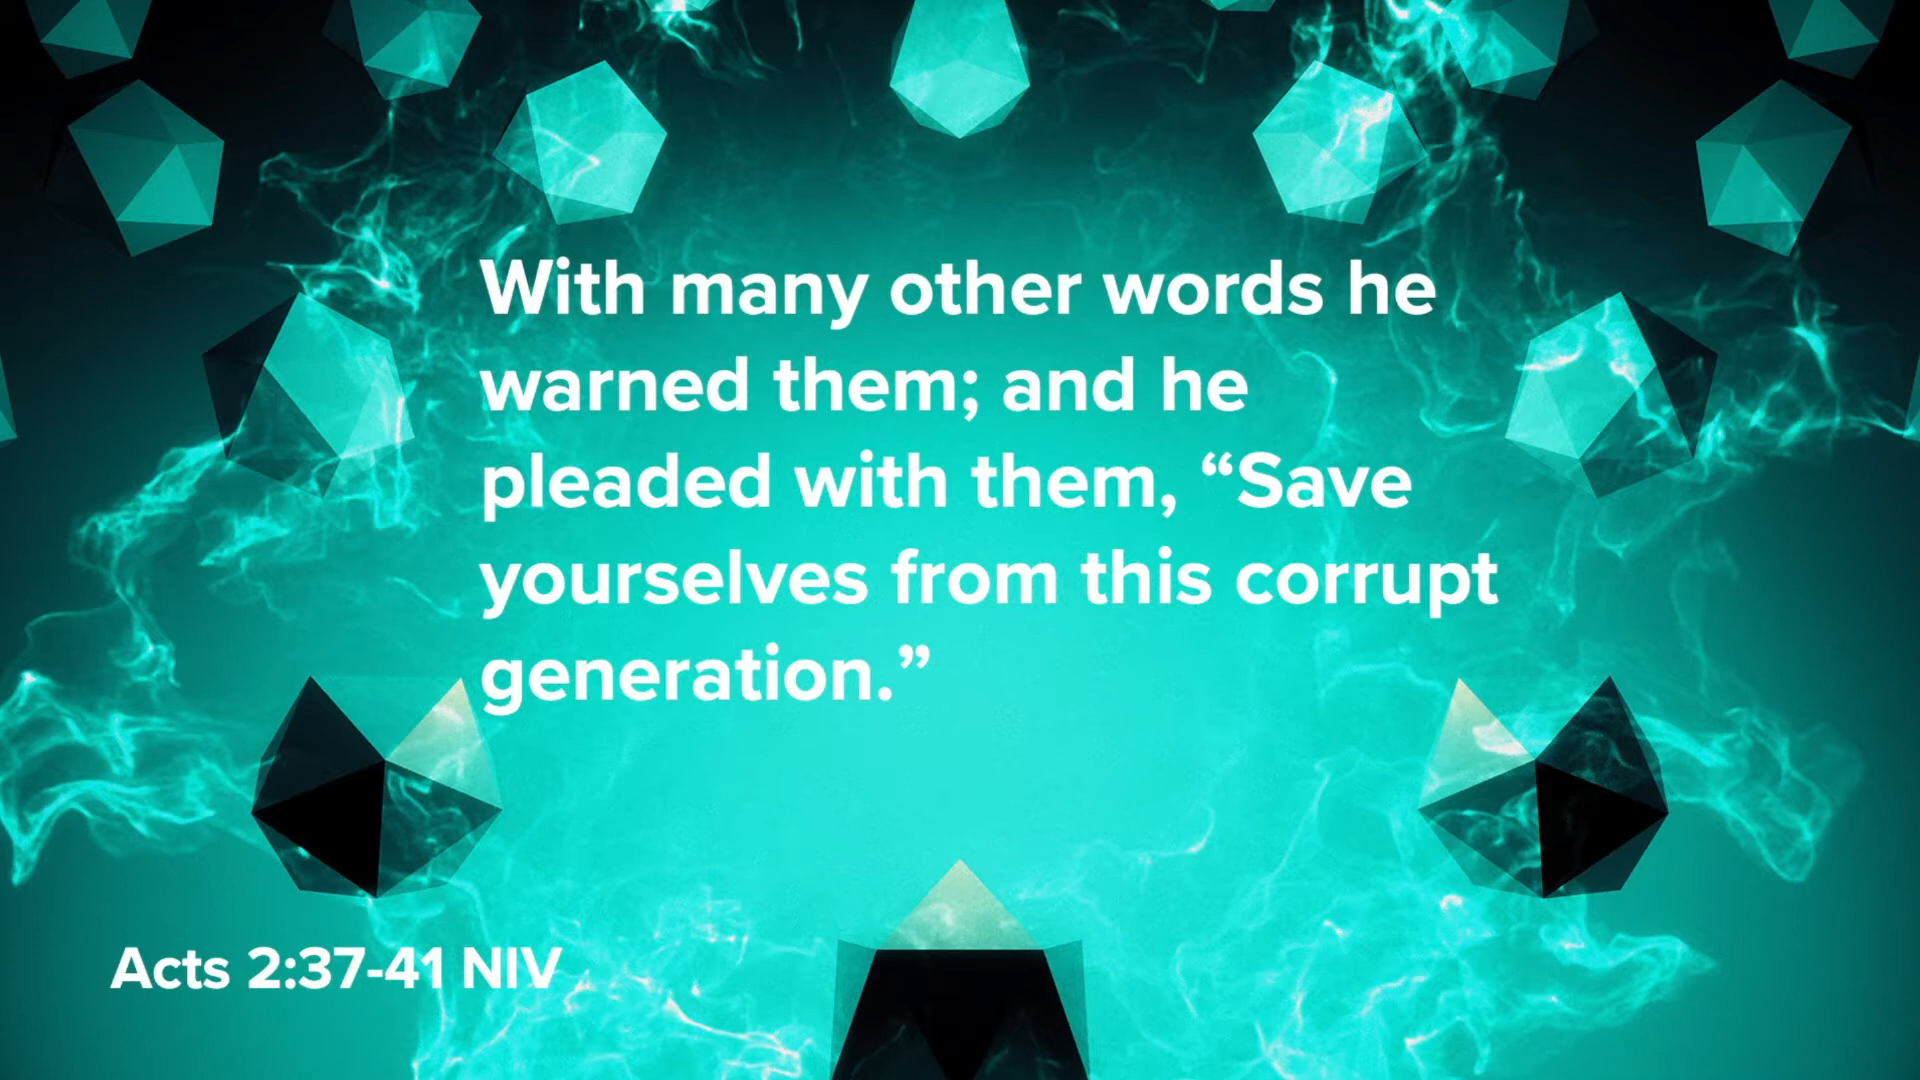 With many other words he
warned them; and he
pleaded with them, “Save
yourselves from this corrupt
generation.”
Acts 2:37-41 NIV